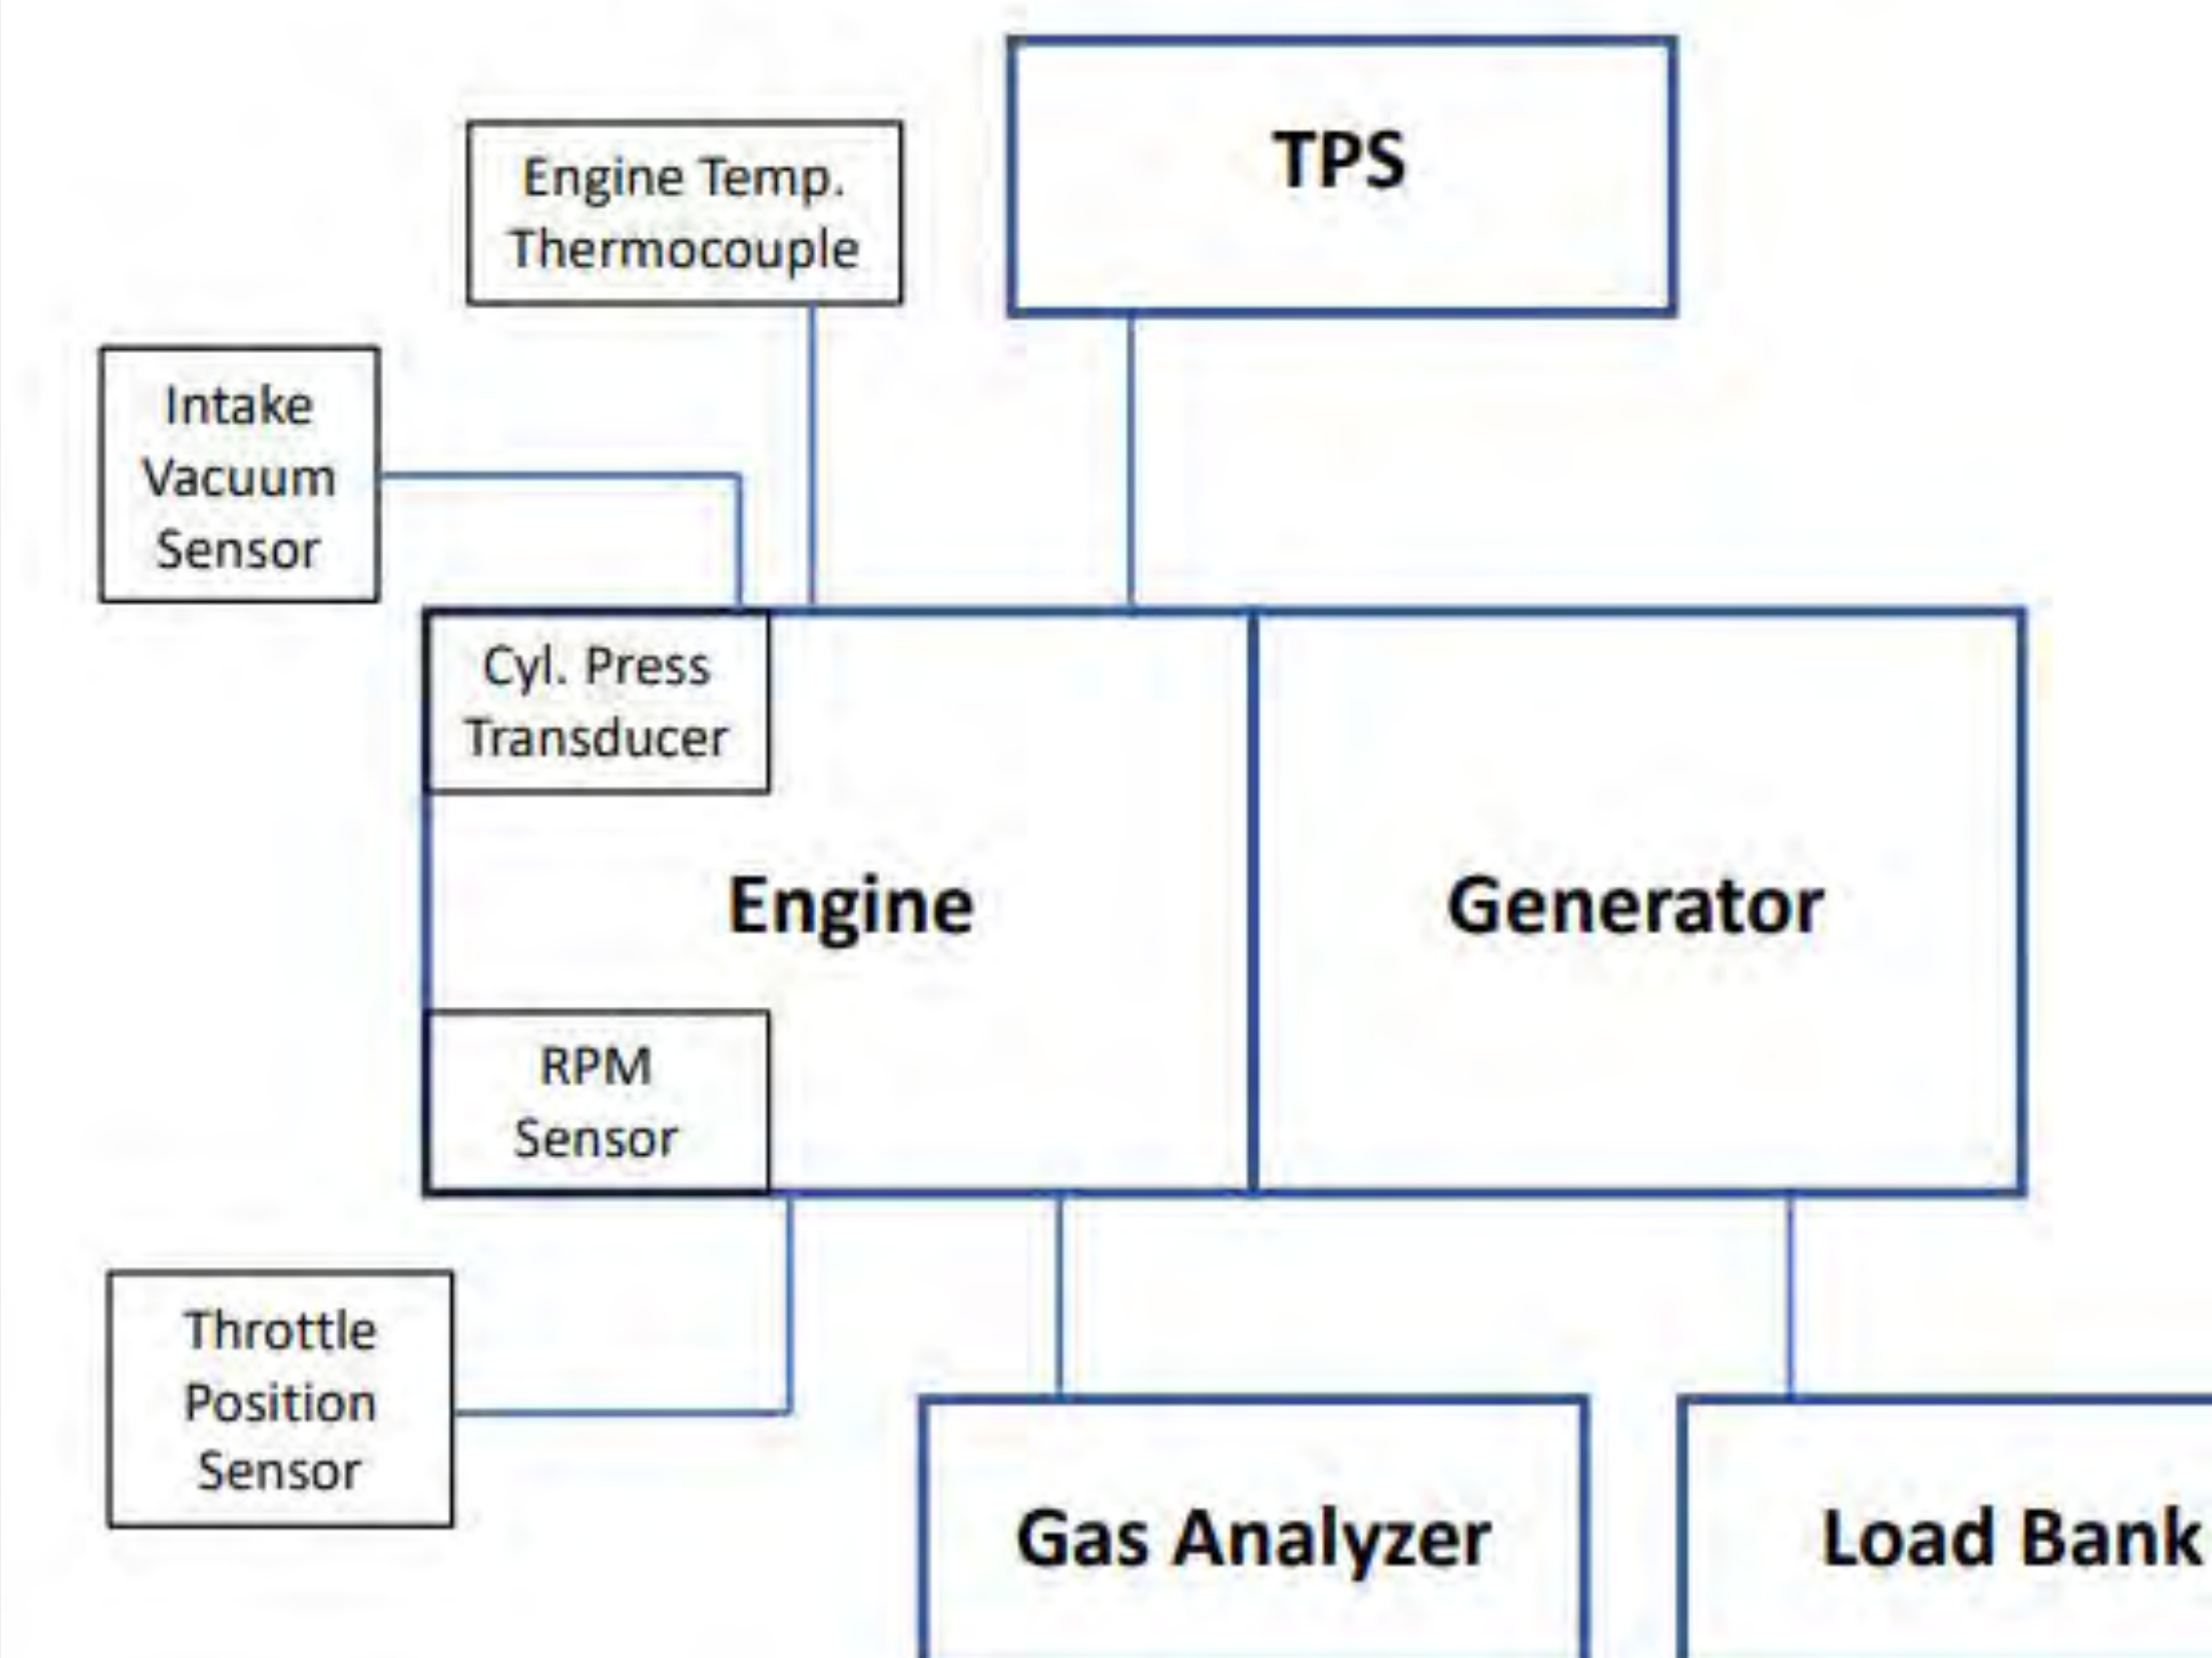 TPS
Engine Temp.
Thermocouple
Intake
Vacuum
Sensor
Cyl. Press
Transducer
Engine
Generator
RPM
Sensor
Throttle
Position
Sensor
Gas Analyzer
Load Bank